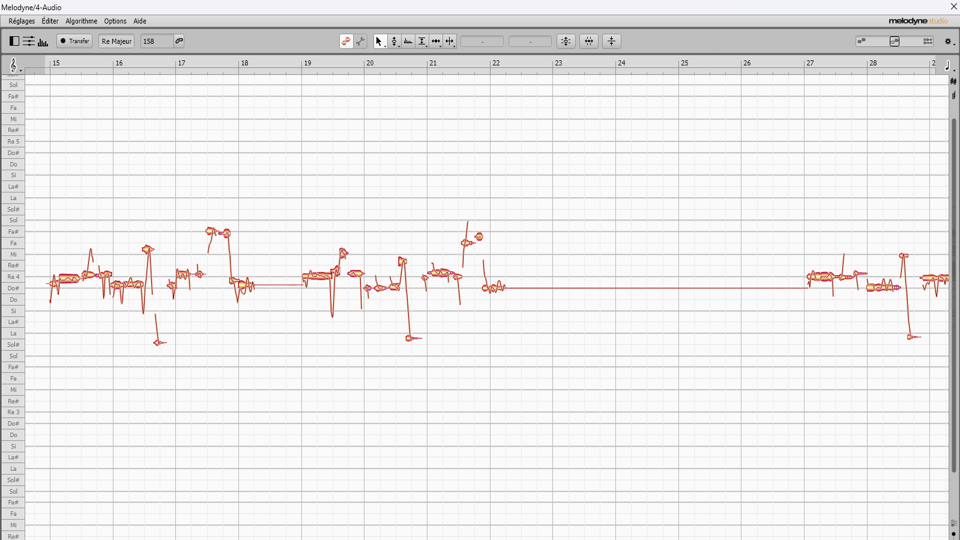 Melodyne/4-Audio
Réglages Éditer Algorithme Options Aide
melodyne studio
Transfer Re Majeur 158 - -
15 16 17 18 19 20 21 22 23 24 25 26 27 28
Sol
Fa#
Fa
Mi
Re#
Re 5
Do#
Do
Si
La#
La
Sol#
Sol
Fa#
Fa
Mi
Re#
Re 4
Do#
Do
Si
La#
La
Sol#
Sol
Fa#
Fa
Mi
Re#
Re 3
Do#
Do
Si
La#
La
Sol#
Sol
Fa#
Fa
Mi
Re#